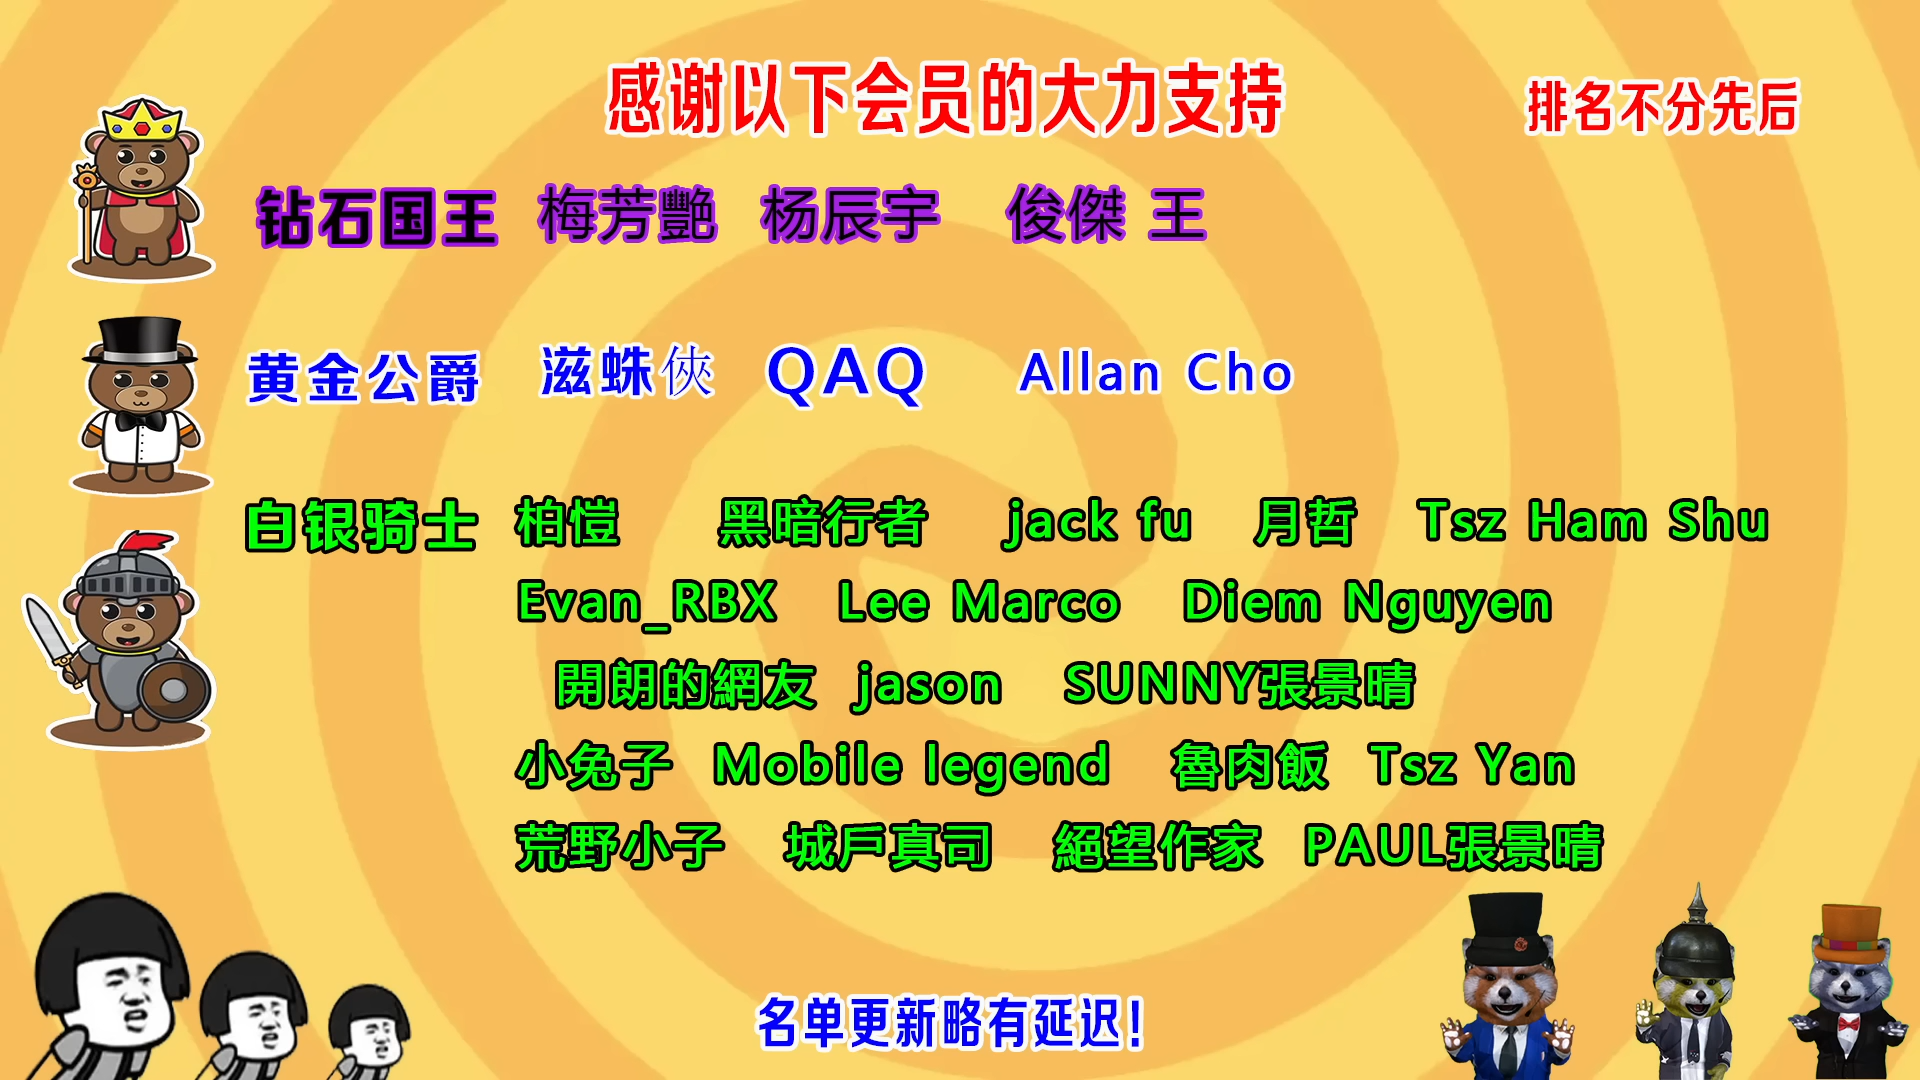 感谢以下会员的大力支持 排名不分先后
钻石国王 梅芳艷 杨辰宇 俊傑 王
黄金公爵 滋蛛俠 QAQ Allan Cho
白银骑士 柏愷 黑暗行者 jack fu 月哲 Tsz Ham Shu
Evan_RBX Lee Marco Diem Nguyen
開朗的網友 jason SUNNY張景晴
小兔子 Mobile legend 魯肉飯 Tsz Yan
荒野小子 城戶真司 絕望作家 PAUL張景晴
名单更新略有延迟!